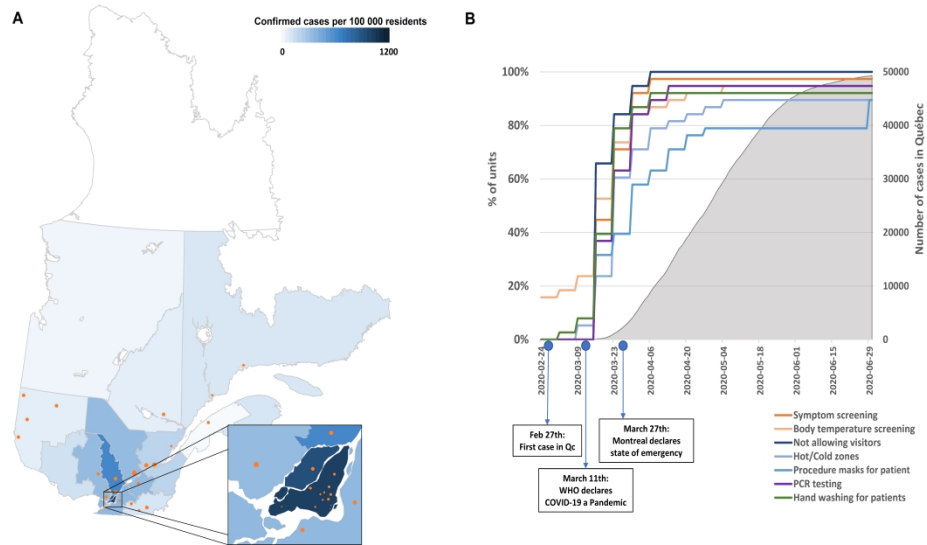 A
Confirmed cases per 100 000 residents
0
1200
B
100%
80%
60%
40%
20%
0%
% of units
50000
40000
30000
20000
10000
0
Number of cases in Québec
2020-02-24
2020-03-09
2020-03-23
2020-04-06
2020-04-20
2020-05-04
2020-05-18
2020-06-01
2020-06-15
2020-06-29
Feb 27th:
First case in Qc
March 11th:
WHO declares
COVID-19 a Pandemic
March 27th:
Montreal declares
state of emergency
Symptom screening
Body temperature screening
Not allowing visitors
Hot/Cold zones
Procedure masks for patient
PCR testing
Hand washing for patients